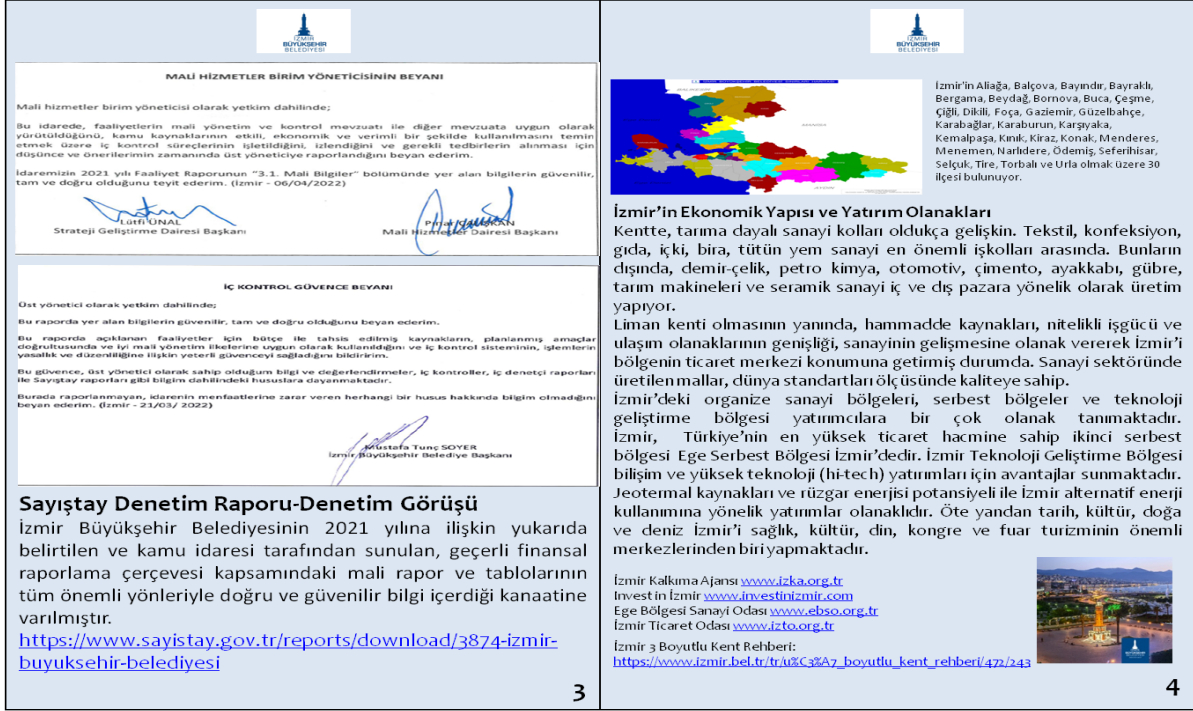 İZMİR
BÜYÜKŞEHİR
BELEDİYESİ
MALİ HİZMETLER BİRİM YÖNETİCİSİNİN BEYANI
Mali hizmetler birim yöneticisi olarak yetkim dahilinde;
Bu idarede, faaliyetlerin mali yönetim ve kontrol mevzuatı ile diğer mevzuata uygun olarak
yürütüldüğünü, kamu kaynaklarının etkili, ekonomik ve verimli bir şekilde kullanılmasını temin
etmek üzere iç kontrol süreçlerinin işletildiğini, izlendiğini ve gerekli tedbirlerin alınması için
düşünce ve önerilerimin zamanında üst yöneticiye raporlandığını beyan ederim.
İdaremizin 2021 yılı Faaliyet Raporunun "3.1. Mali Bilgiler" bölümünde yer alan bilgilerin güvenilir,
tam ve doğru olduğunu teyit ederim. (İzmir - 06/04/2022)
Lütfi ÜNAL
Strateji Geliştirme Dairesi Başkanı
Pınar
Mali Hizmetler Dairesi Başkanı
İÇ KONTROL GÜVENCE BEYANI
Üst yönetici olarak yetkim dahilinde;
Bu raporda yer alan bilgilerin güvenilir, tam ve doğru olduğunu beyan ederim.
Bu raporda açıklanan faaliyetler için bütçe ile tahsis edilmiş kaynakların, planlanmış amaçlar
doğrultusunda ve iyi mali yönetim ilkelerine uygun olarak kullanıldığını ve iç kontrol sisteminin, işlemlerin
yasallık ve düzenliliğine ilişkin yeterli güvenceyi sağladığını bildiririm.
Bu güvence, üst yönetici olarak sahip olduğum bilgi ve değerlendirmeler, iç kontroller, iç denetçi raporları
ile Sayıştay raporları gibi bilgim dahilindeki hususlara dayanmaktadır.
Burada raporlanmayan, idarenin menfaatlerine zarar veren herhangi bir husus hakkında bilgim olmadığını
beyan ederim. (İzmir - 21/03/ 2022)
Mustafa Tunç SOYER
İzmir Büyükşehir Belediye Başkanı
Sayıştay Denetim Raporu-Denetim Görüşü
İzmir Büyükşehir Belediyesinin 2021 yılına ilişkin yukarıda
belirtilen ve kamu idaresi tarafından sunulan, geçerli finansal
raporlama çerçevesi kapsamındaki mali rapor ve tablolarının
tüm önemli yönleriyle doğru ve güvenilir bilgi içerdiği kanaatine
varılmıştır.
https://www.sayistay.gov.tr/reports/download/3874-izmir-
buyuksehir-belediyesi
3
İZMİR
BÜYÜKŞEHİR
BELEDİYESİ
İzmir'in Aliağa, Balçova, Bayındır, Bayraklı,
Bergama, Beydağ, Bornova, Buca, Çeşme,
Çiğli, Dikili, Foça, Gaziemir, Güzelbahçe,
Karabağlar, Karaburun, Karşıyaka,
Kemalpaşa, Kınık, Kiraz, Konak, Menderes,
Menemen, Narlıdere, Ödemiş, Seferihisar,
Selçuk, Tire, Torbalı ve Urla olmak üzere 30
ilçesi bulunuyor.
İzmir'in Ekonomik Yapısı ve Yatırım Olanakları
Kentte, tarıma dayalı sanayi kolları oldukça gelişkin. Tekstil, konfeksiyon,
gıda, içki, bira, tütün yem sanayi en önemli işkolları arasında. Bunların
dışında, demir-çelik, petro kimya, otomotiv, çimento, ayakkabı, gübre,
tarım makineleri ve seramik sanayi iç ve dış pazara yönelik olarak üretim
yapıyor.
Liman kenti olmasının yanında, hammadde kaynakları, nitelikli işgücü ve
ulaşım olanaklarının genişliği, sanayinin gelişmesine olanak vererek İzmir'i
bölgenin ticaret merkezi konumuna getirmiş durumda. Sanayi sektöründe
üretilen mallar, dünya standartları ölçüsünde kaliteye sahip.
İzmir'deki organize sanayi bölgeleri, serbest bölgeler ve teknoloji
geliştirme bölgesi yatırımcılara bir çok olanak tanımaktadır.
İzmir, Türkiye'nin en yüksek ticaret hacmine sahip ikinci serbest
bölgesi Ege Serbest Bölgesi İzmir'dedir. İzmir Teknoloji Geliştirme Bölgesi
bilişim ve yüksek teknoloji (hi-tech) yatırımları için avantajlar sunmaktadır.
Jeotermal kaynakları ve rüzgar enerjisi potansiyeli ile İzmir alternatif enerji
kullanımına yönelik yatırımlar olanaklıdır. Öte yandan tarih, kültür, doğa
ve deniz İzmir'i sağlık, kültür, din, kongre ve fuar turizminin önemli
merkezlerinden biri yapmaktadır.
İzmir Kalkıma Ajansı www.izka.org.tr
Invest in İzmir www.investinizmir.com
Ege Bölgesi Sanayi Odası www.ebso.org.tr
İzmir Ticaret Odası www.izto.org.tr
İzmir 3 Boyutlu Kent Rehberi:
https://www.izmir.bel.tr/tr/u%C3%A7_boyutlu_kent_rehberi/472/243
4